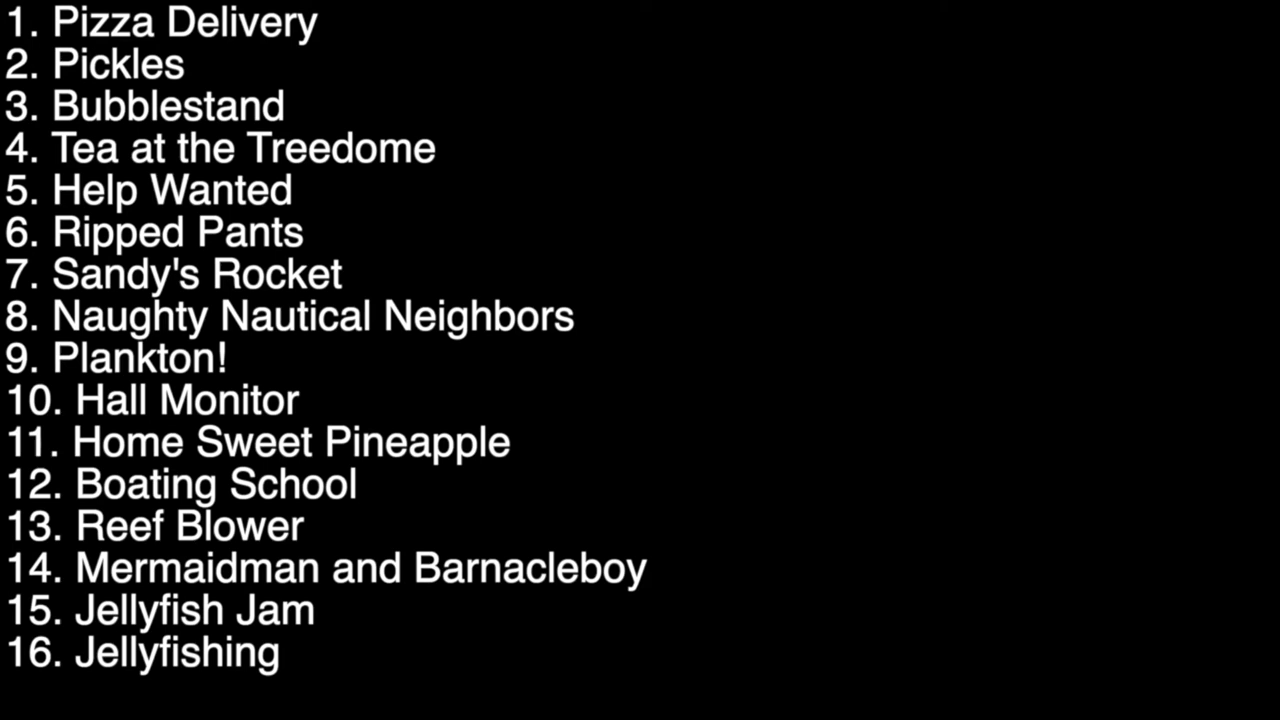 1. Pizza Delivery
2. Pickles
3. Bubblestand
4. Tea at the Treedome
5. Help Wanted
6. Ripped Pants
7. Sandy's Rocket
8. Naughty Nautical Neighbors
9. Plankton!
10. Hall Monitor
11. Home Sweet Pineapple
12. Boating School
13. Reef Blower
14. Mermaidman and Barnacleboy
15. Jellyfish Jam
16. Jellyfishing